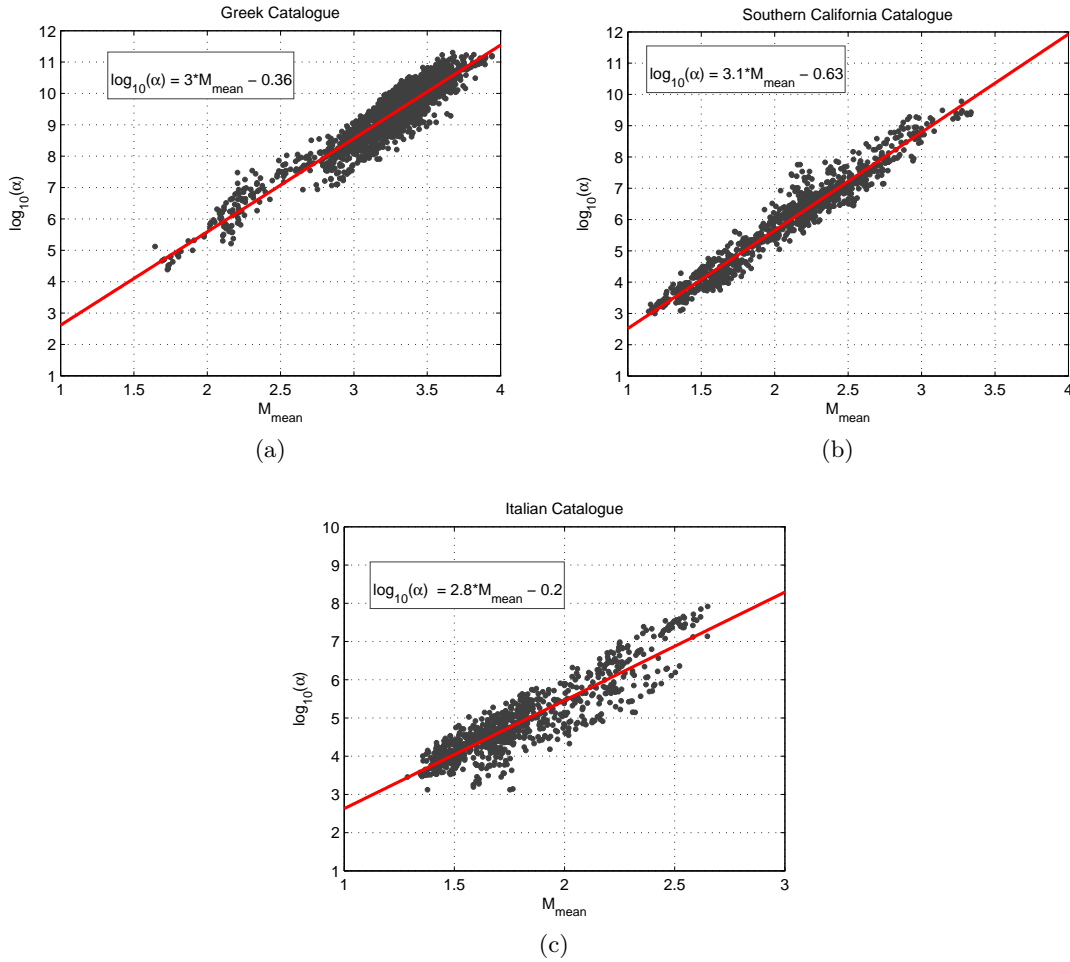 Greek Catalogue
12
11
10
9
8
7
6
5
4
3
2
1
log10(α)
log10(α) = 3*Mmean − 0.36
1 1.5 2 2.5 3 3.5 4
Mmean
(a)
Southern California Catalogue
12
11
10
9
8
7
6
5
4
3
2
1
log10(α)
log10(α) = 3.1*Mmean − 0.63
1 1.5 2 2.5 3 3.5 4
Mmean
(b)
Italian Catalogue
10
9
8
7
6
5
4
3
2
1
log10(α)
log10(α) = 2.8*Mmean − 0.2
1 1.5 2 2.5 3
Mmean
(c)